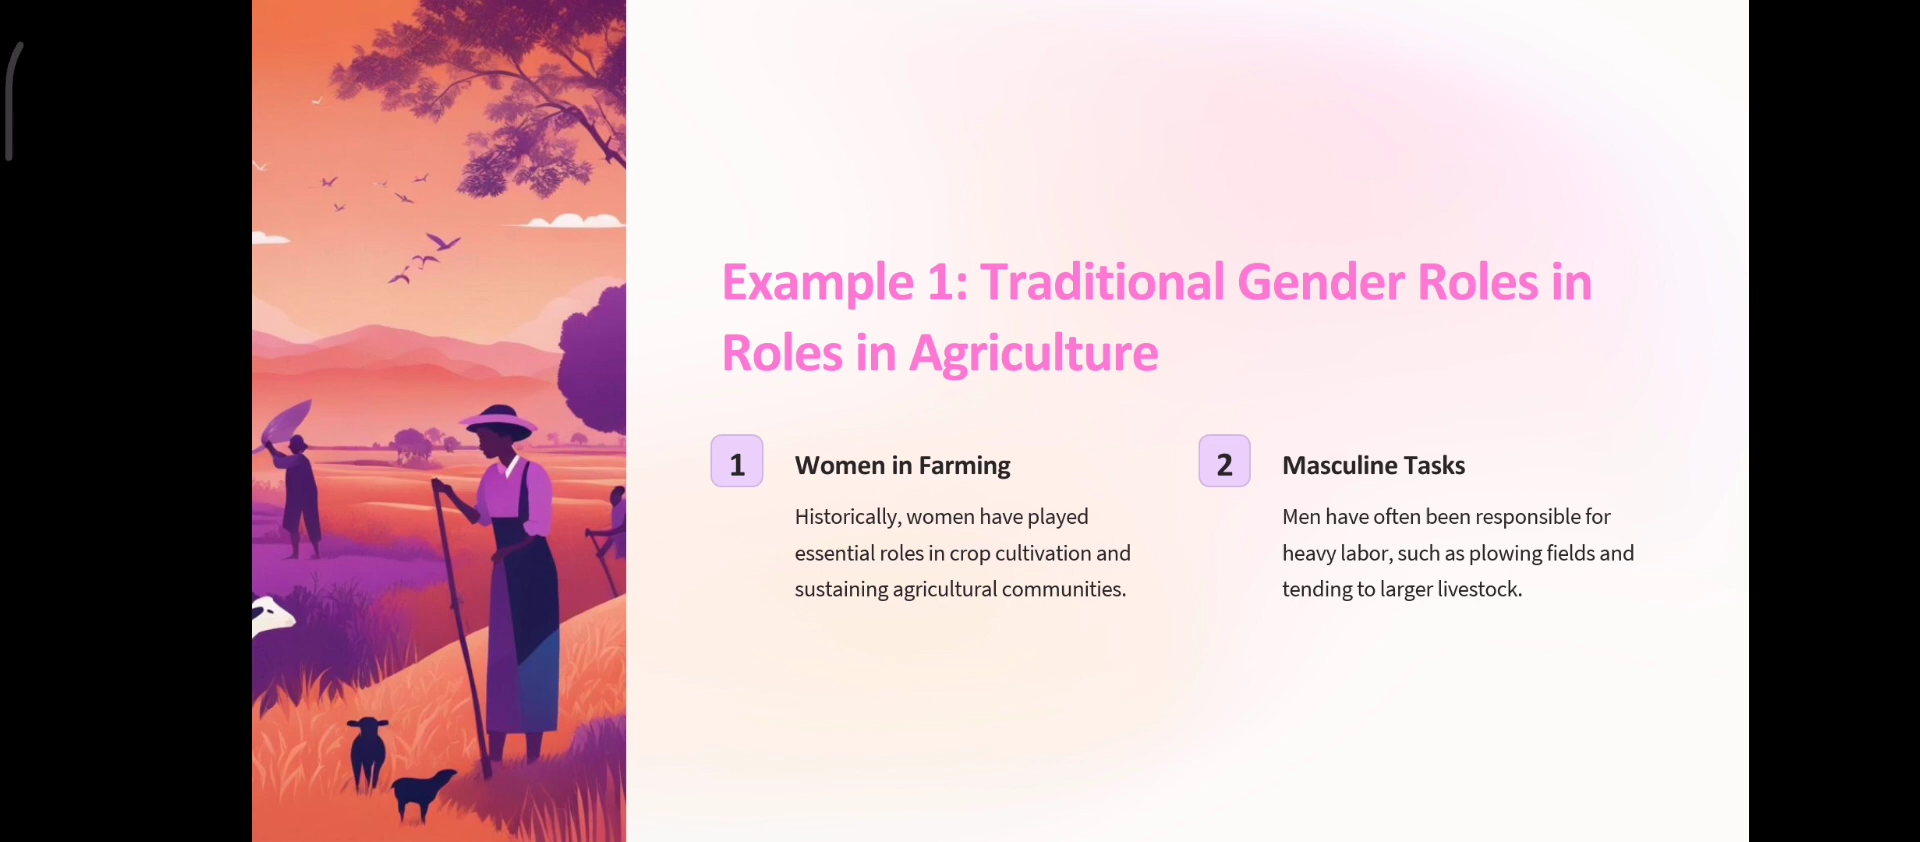 Example 1: Traditional Gender Roles in
Roles in Agriculture
1
Women in Farming
Historically, women have played
essential roles in crop cultivation and
sustaining agricultural communities.
2
Masculine Tasks
Men have often been responsible for
heavy labor, such as plowing fields and
tending to larger livestock.